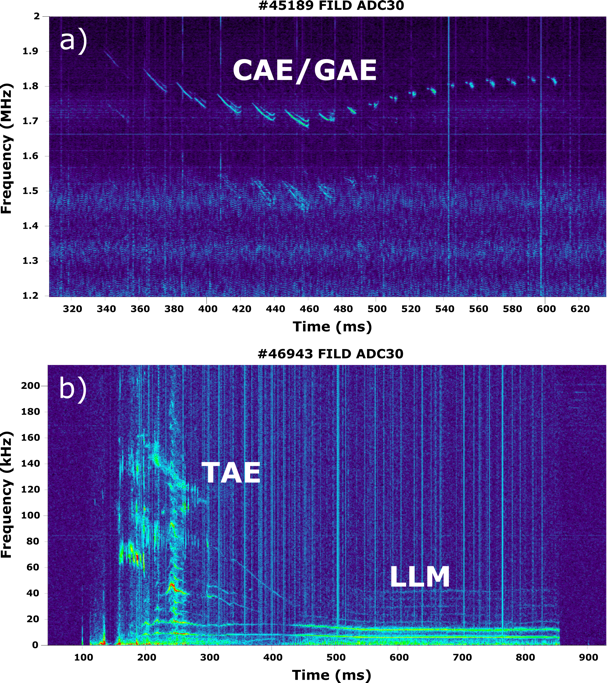 #45189 FILD ADC30
a)
CAE/GAE
Frequency (MHz)
2
1.9
1.8
1.7
1.6
1.5
1.4
1.3
1.2
320 340 360 380 400 420 440 460 480 500 520 540 560 580 600 620
Time (ms)
#46943 FILD ADC30
b)
TAE
LLM
Frequency (kHz)
200
180
160
140
120
100
80
60
40
20
0
100 200 300 400 500 600 700 800 900
Time (ms)